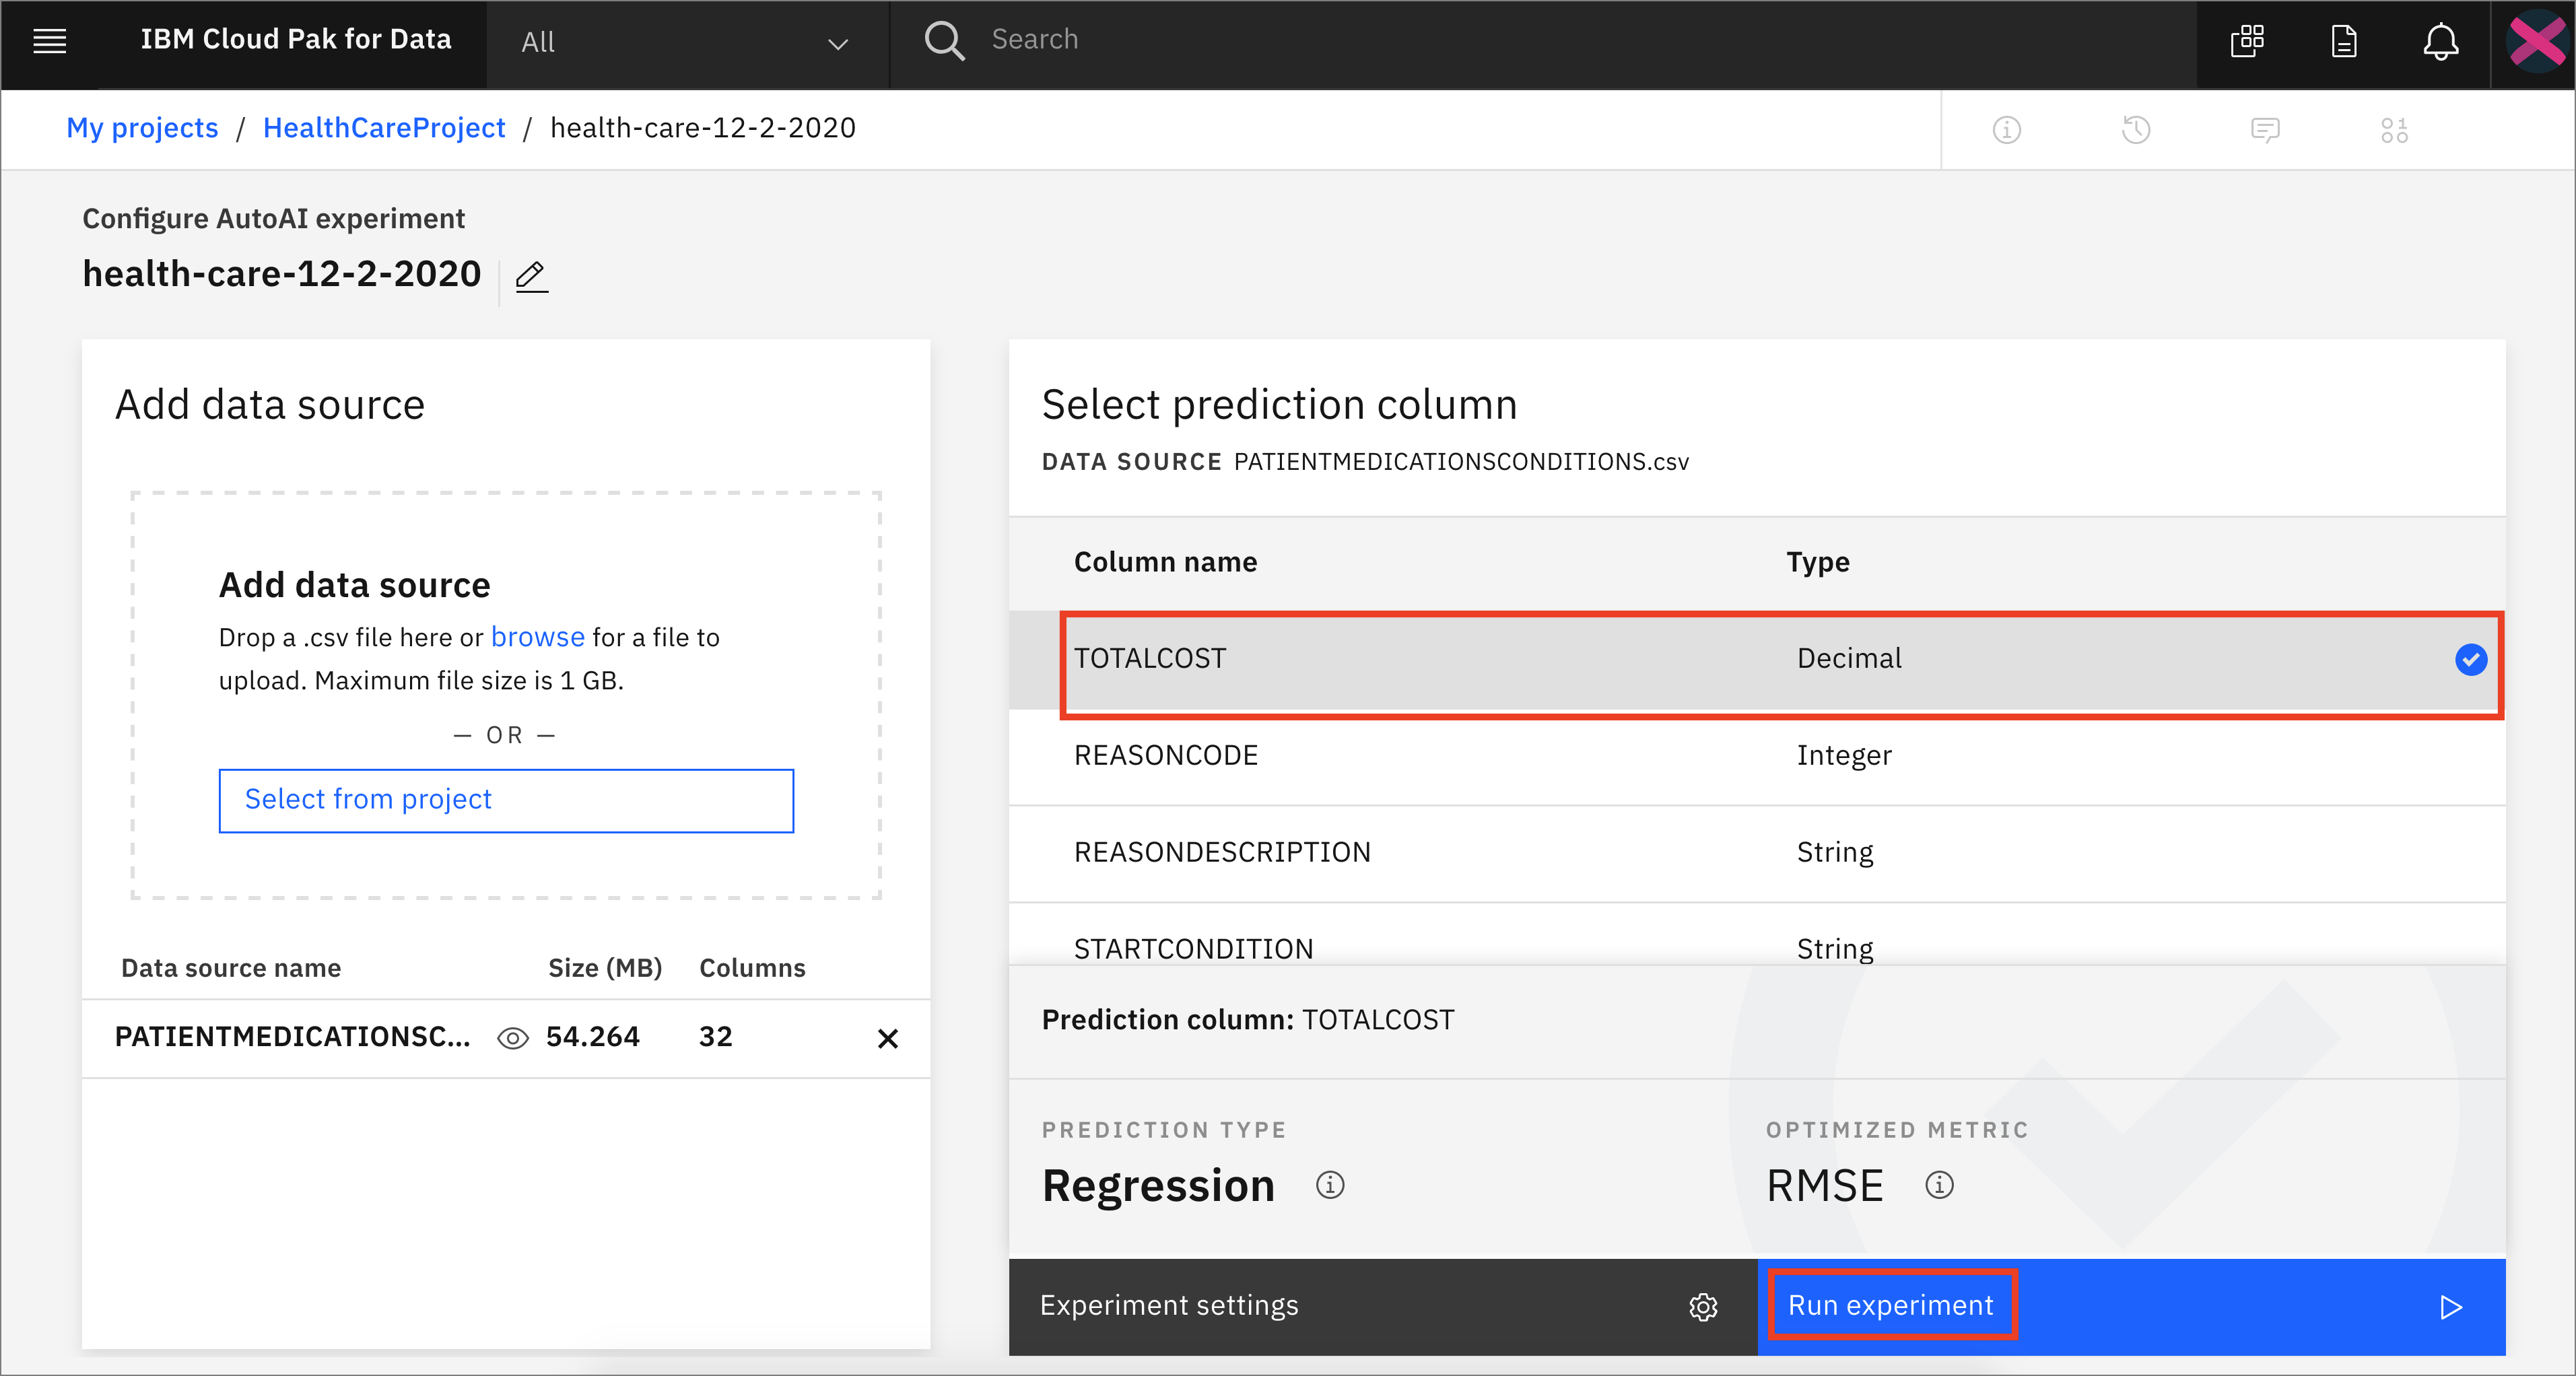 IBM Cloud Pak for Data
All
Search
My projects / HealthCareProject / health-care-12-2-2020
Configure AutoAI experiment
health-care-12-2-2020
Add data source
Add data source
Drop a .csv file here or browse for a file to
upload. Maximum file size is 1 GB.
— OR —
Select from project
Data source name Size (MB) Columns
PATIENTMEDICATIONSC... 54.264 32
Select prediction column
DATA SOURCE PATIENTMEDICATIONSCONDITIONS.csv
Column name Type
TOTALCOST Decimal
REASONCODE Integer
REASONDESCRIPTION String
STARTCONDITION String
Prediction column: TOTALCOST
PREDICTION TYPE OPTIMIZED METRIC
Regression RMSE
Experiment settings Run experiment